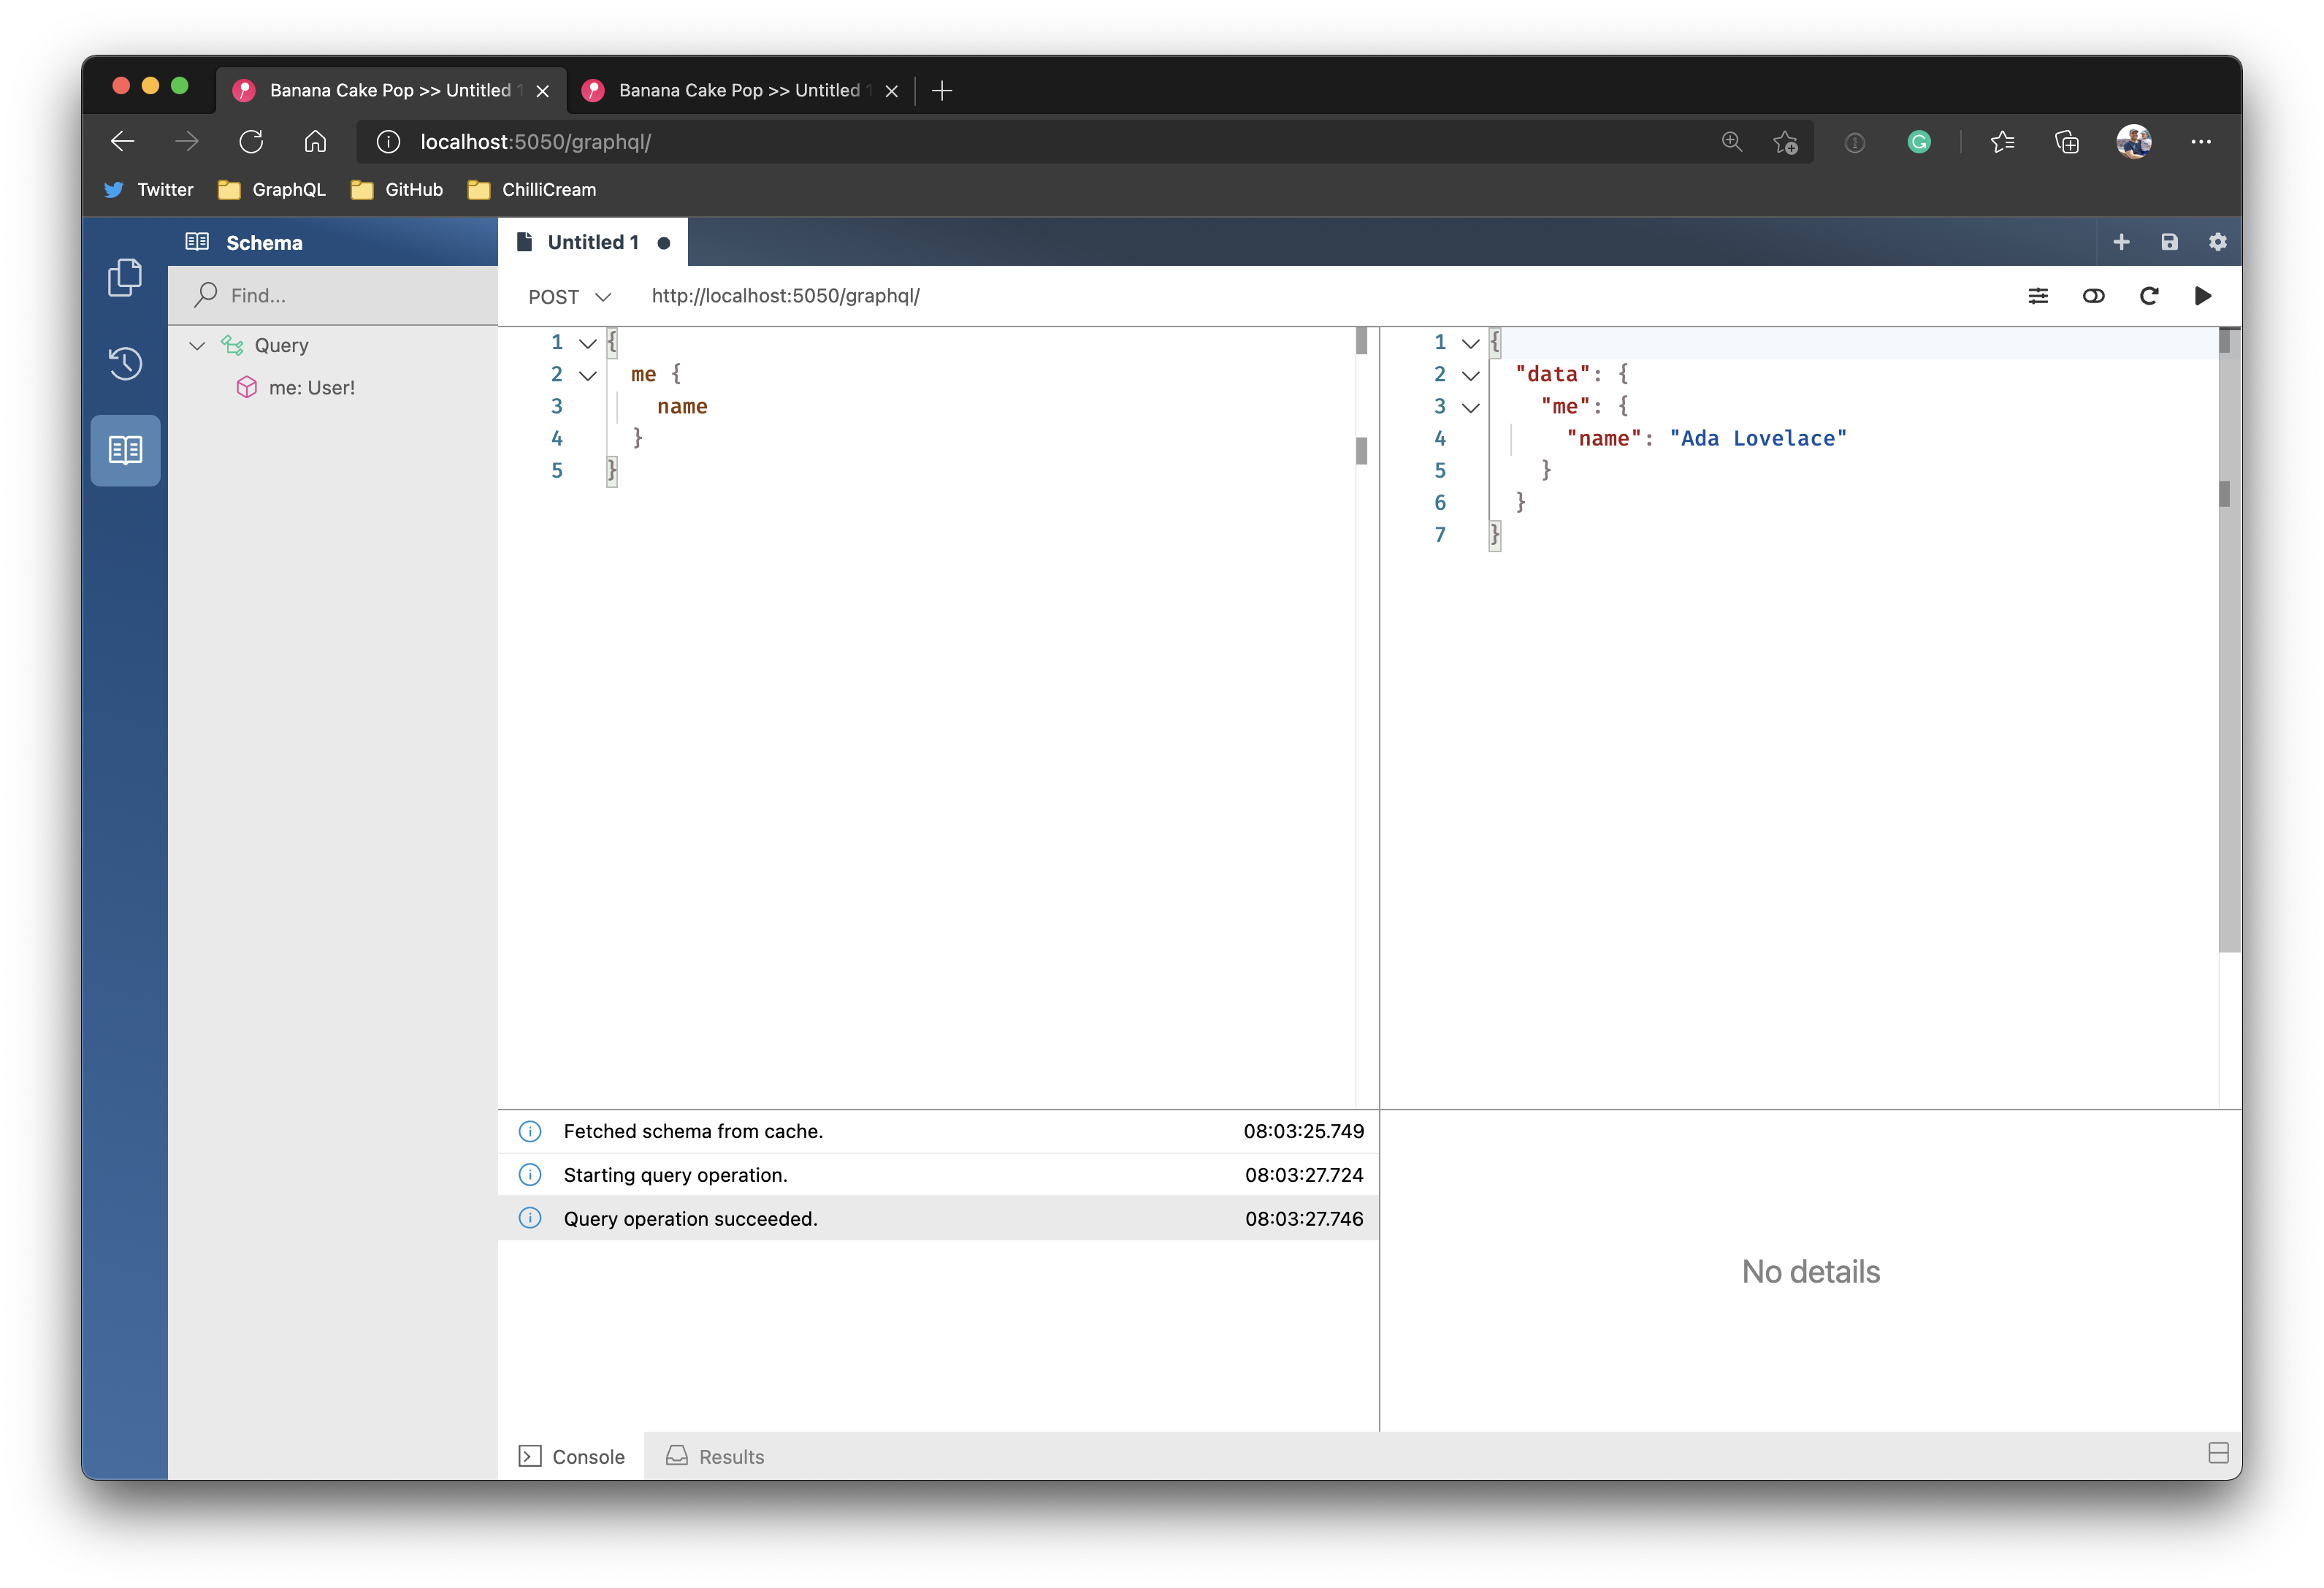 Banana Cake Pop >> Untitled 1
Banana Cake Pop >> Untitled 1
localhost:5050/graphql/
Twitter GraphQL GitHub ChilliCream
Schema
Find...
Query
me: User!
Untitled 1
POST http://localhost:5050/graphql/
1 {
2 me {
3 name
4 }
5 }
1 {
2 "data": {
3 "me": {
4 "name": "Ada Lovelace"
5 }
6 }
7 }
Fetched schema from cache. 08:03:25.749
Starting query operation. 08:03:27.724
Query operation succeeded. 08:03:27.746
No details
Console Results